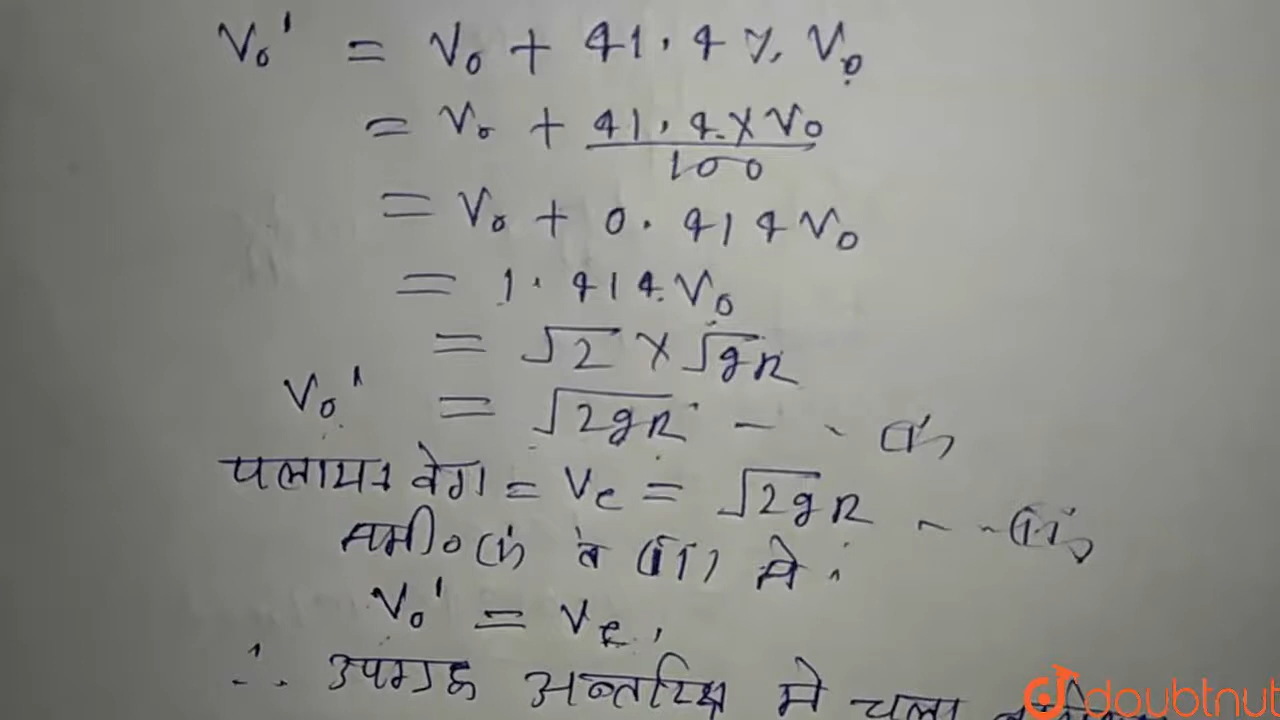 V₀' = V₀ + 41.4 % V₀
= V₀ + 41.4 × V₀ / 100
= V₀ + 0.414 V₀
= 1.414 V₀
= √2 × √gR
V₀' = √2gR - - (i)
पलायन वेग = Ve = √2gR - - (ii)
समी० (i) व (ii) से
V₀' = Ve,
∴ उपग्रह अन्तरिक्ष मे चला
doubtnut